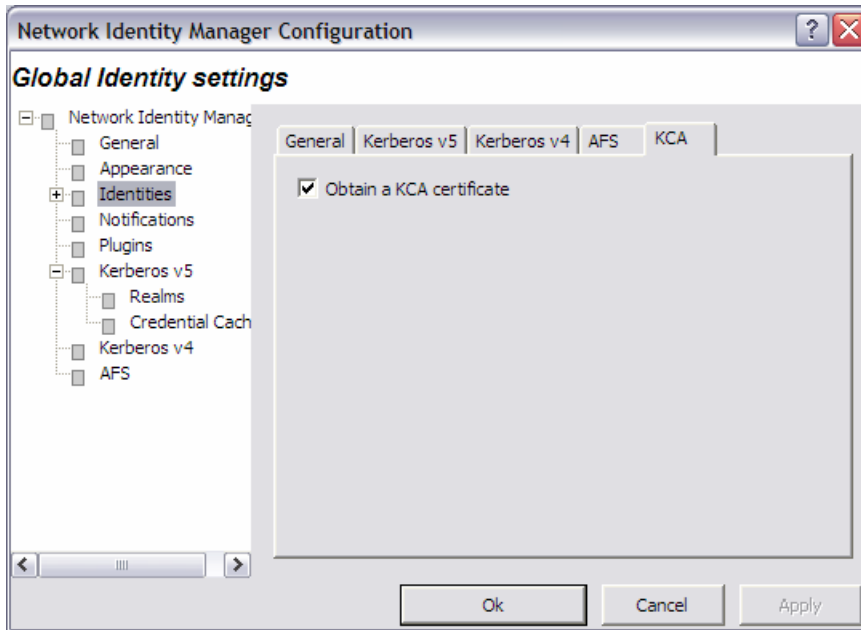 Network Identity Manager Configuration
Global Identity settings
Network Identity Manag
General
Appearance
Identities
Notifications
Plugins
Kerberos v5
Realms
Credential Cach
Kerberos v4
AFS
General Kerberos v5 Kerberos v4 AFS KCA
Obtain a KCA certificate
Ok Cancel Apply